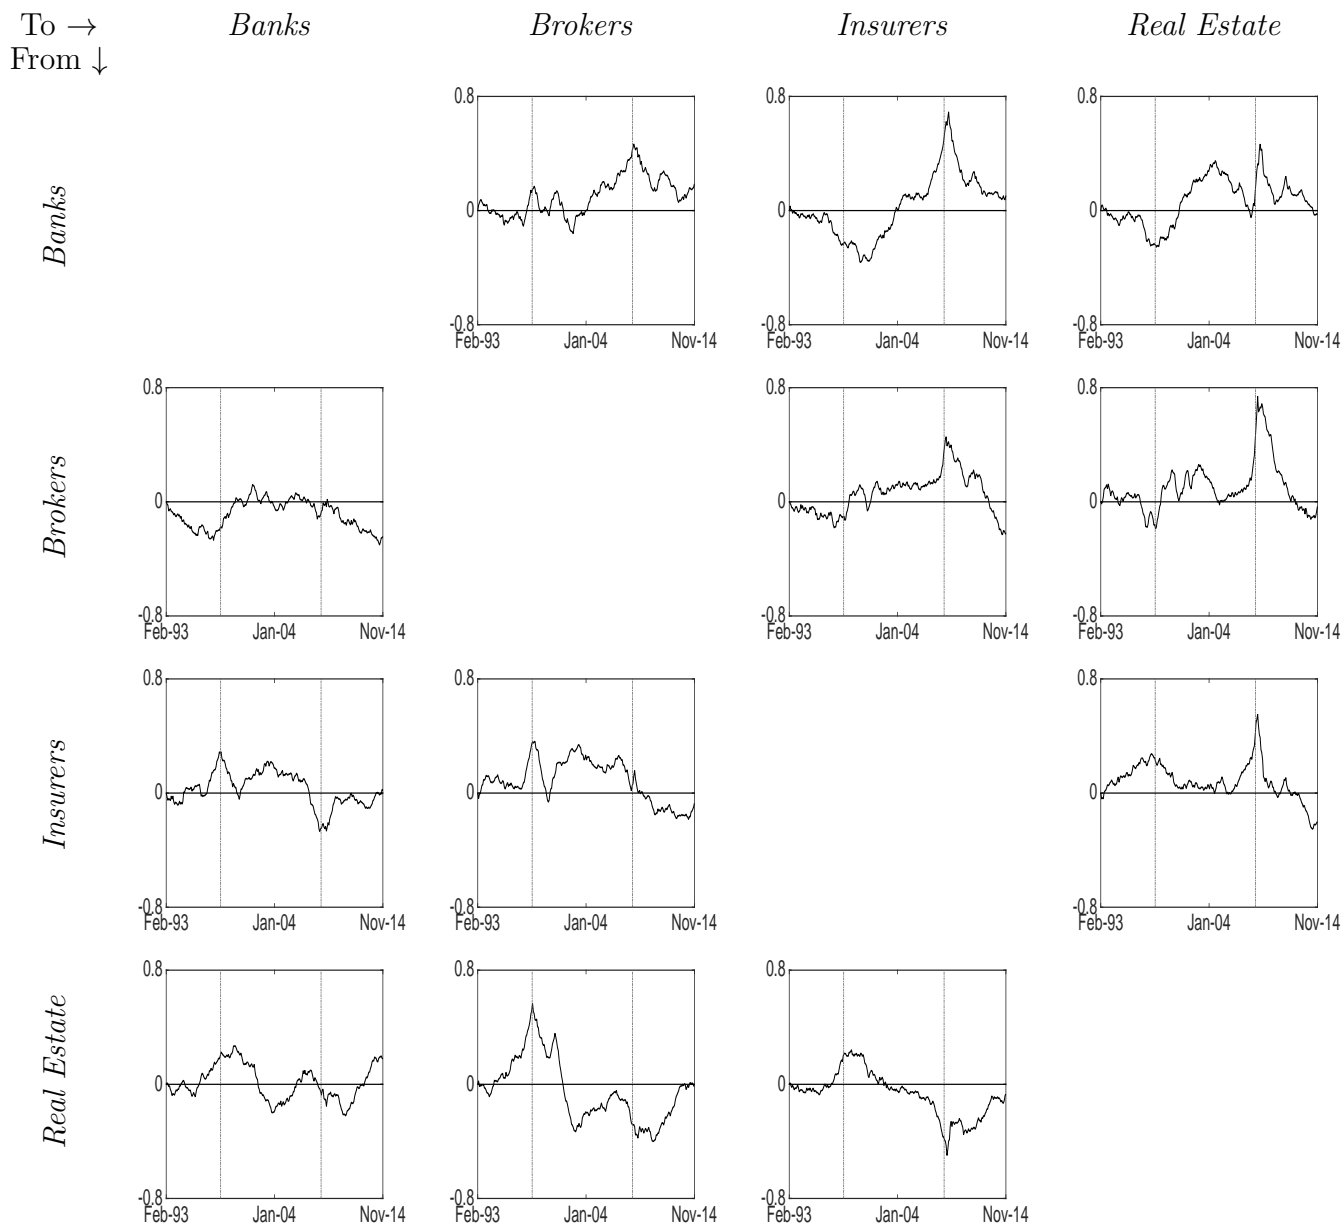 To → Banks Brokers Insurers Real Estate
From ↓
Banks
0.8 0.8 0.8
0 0 0
-0.8 -0.8 -0.8
Feb-93 Jan-04 Nov-14 Feb-93 Jan-04 Nov-14 Feb-93 Jan-04 Nov-14
Brokers
0.8 0.8 0.8
0 0 0
-0.8 -0.8 -0.8
Feb-93 Jan-04 Nov-14 Feb-93 Jan-04 Nov-14 Feb-93 Jan-04 Nov-14
Insurers
0.8 0.8 0.8
0 0 0
-0.8 -0.8 -0.8
Feb-93 Jan-04 Nov-14 Feb-93 Jan-04 Nov-14 Feb-93 Jan-04 Nov-14
Real Estate
0.8 0.8 0.8
0 0 0
-0.8 -0.8 -0.8
Feb-93 Jan-04 Nov-14 Feb-93 Jan-04 Nov-14 Feb-93 Jan-04 Nov-14